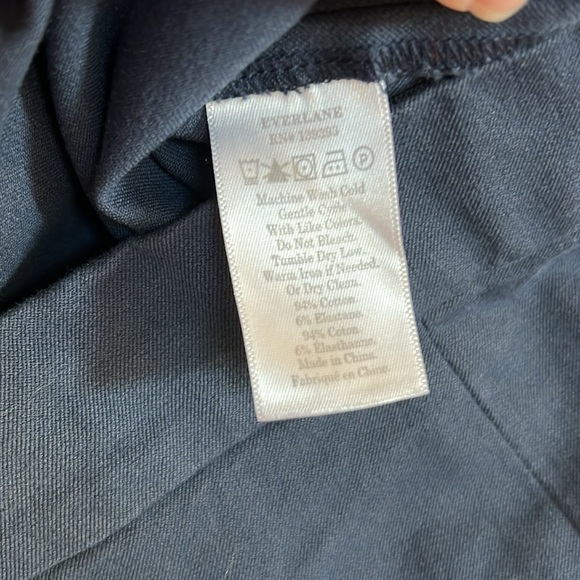 EVERLANE
Machine Wash Cold
Gentle Cycle
With Like Colors.
Do Not Bleach.
Tumble Dry Low.
Warm Iron if Needed.
Or Dry Clean.
94% Cotton.
6% Elastane.
94% Coton.
6% Elasthanne.
Made in China.
Fabriqué en Chine.